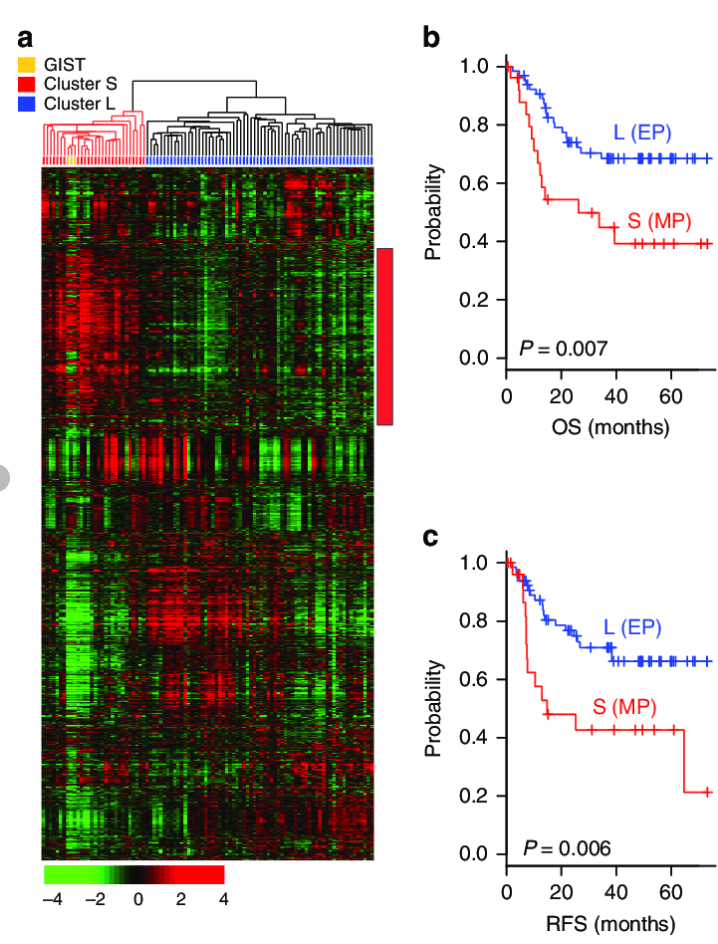 a
GIST
Cluster S
Cluster L
−4 −2 0 2 4
b
1.0
0.8
0.6
0.4
0.2
0.0
Probability
L (EP)
S (MP)
P = 0.007
0 20 40 60
OS (months)
c
1.0
0.8
0.6
0.4
0.2
0.0
Probability
L (EP)
S (MP)
P = 0.006
0 20 40 60
RFS (months)